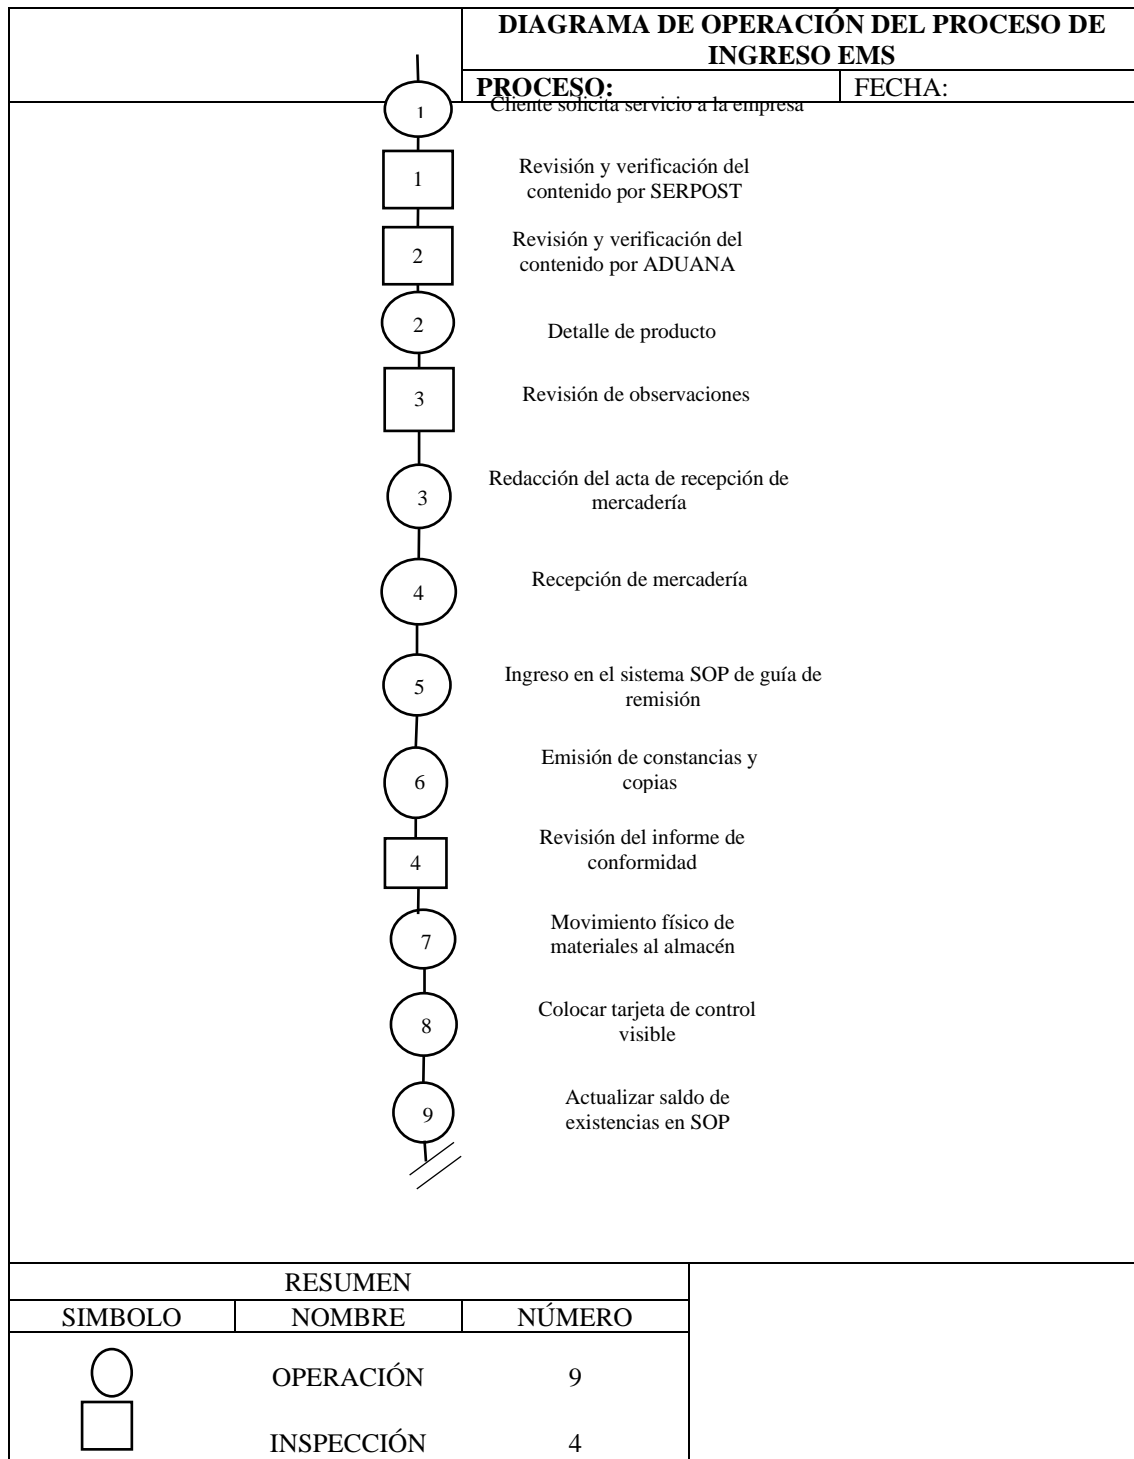 DIAGRAMA DE OPERACIÓN DEL PROCESO DE
INGRESO EMS
PROCESO:
FECHA:
1
Cliente solicita servicio a la empresa
1
Revisión y verificación del
contenido por SERPOST
2
Revisión y verificación del
contenido por ADUANA
2
Detalle de producto
3
Revisión de observaciones
3
Redacción del acta de recepción de
mercadería
4
Recepción de mercadería
5
Ingreso en el sistema SOP de guía de
remisión
6
Emisión de constancias y
copias
4
Revisión del informe de
conformidad
7
Movimiento físico de
materiales al almacén
8
Colocar tarjeta de control
visible
9
Actualizar saldo de
existencias en SOP
RESUMEN
SIMBOLO NOMBRE NÚMERO
OPERACIÓN 9
INSPECCIÓN 4